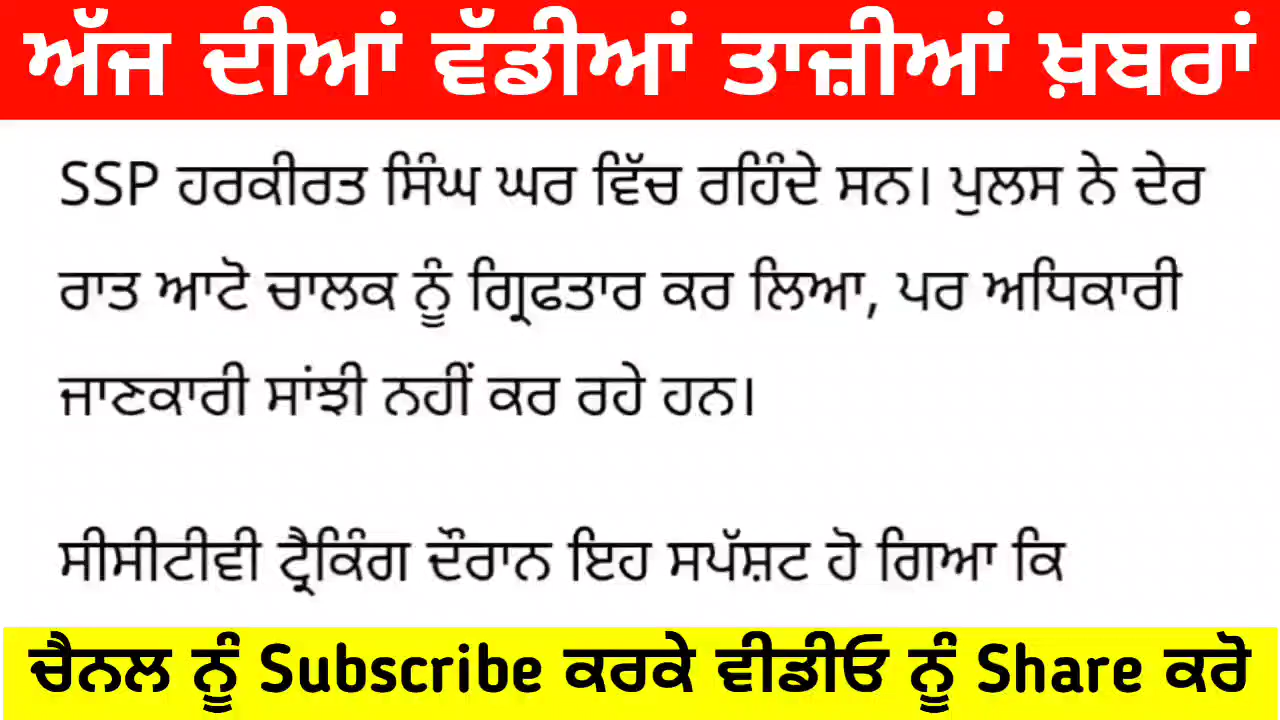 ਅੱਜ ਦੀਆਂ ਵੱਡੀਆਂ ਤਾਜ਼ੀਆਂ ਖ਼ਬਰਾਂ
SSP ਹਰਕੀਰਤ ਸਿੰਘ ਘਰ ਵਿੱਚ ਰਹਿੰਦੇ ਸਨ। ਪੁਲਸ ਨੇ ਦੇਰ
ਰਾਤ ਆਟੋ ਚਾਲਕ ਨੂੰ ਗ੍ਰਿਫਤਾਰ ਕਰ ਲਿਆ, ਪਰ ਅਧਿਕਾਰੀ
ਜਾਣਕਾਰੀ ਸਾਂਝੀ ਨਹੀਂ ਕਰ ਰਹੇ ਹਨ।
ਸੀਸੀਟੀਵੀ ਟ੍ਰੈਕਿੰਗ ਦੌਰਾਨ ਇਹ ਸਪੱਸ਼ਟ ਹੋ ਗਿਆ ਕਿ
ਚੈਨਲ ਨੂੰ Subscribe ਕਰਕੇ ਵੀਡੀਓ ਨੂੰ Share ਕਰੋ